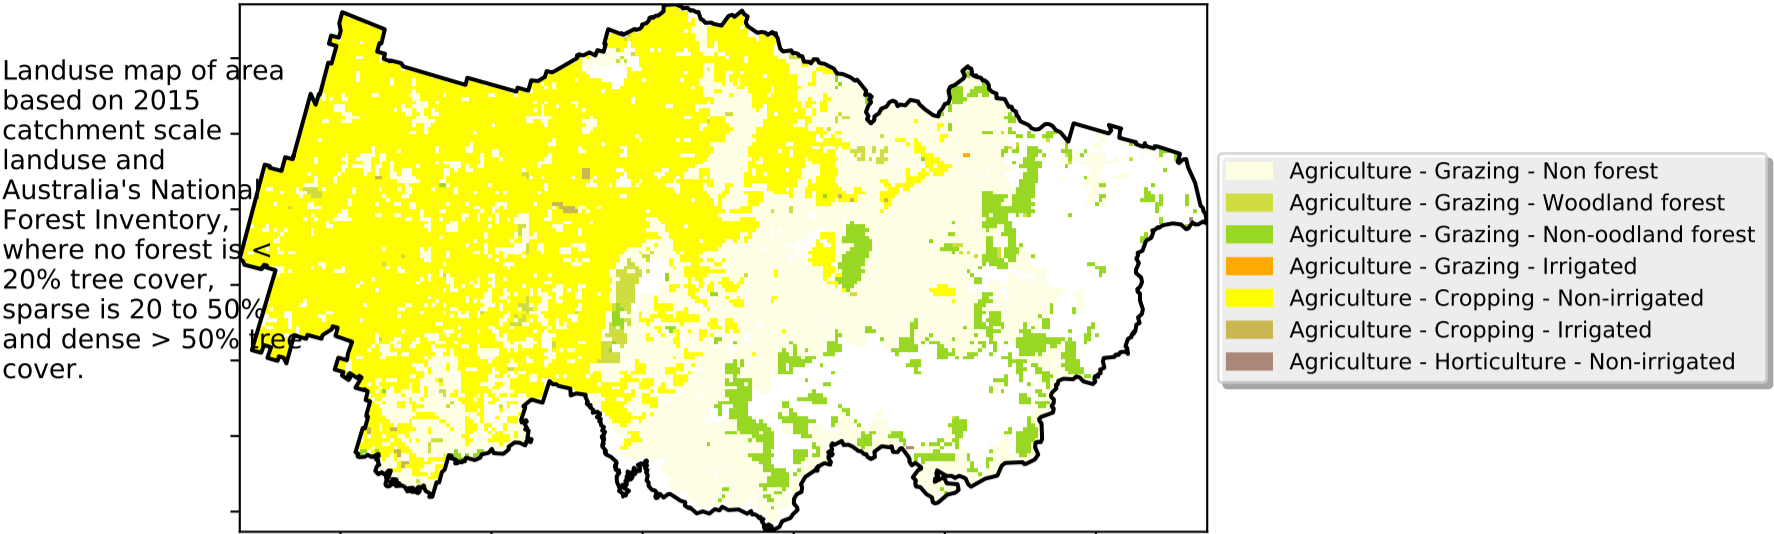 Landuse map of area
based on 2015
catchment scale
landuse and
Australia's National
Forest Inventory,
where no forest is <
20% tree cover,
sparse is 20 to 50%
and dense > 50% tree
cover.
Agriculture - Grazing - Non forest
Agriculture - Grazing - Woodland forest
Agriculture - Grazing - Non-oodland forest
Agriculture - Grazing - Irrigated
Agriculture - Cropping - Non-irrigated
Agriculture - Cropping - Irrigated
Agriculture - Horticulture - Non-irrigated